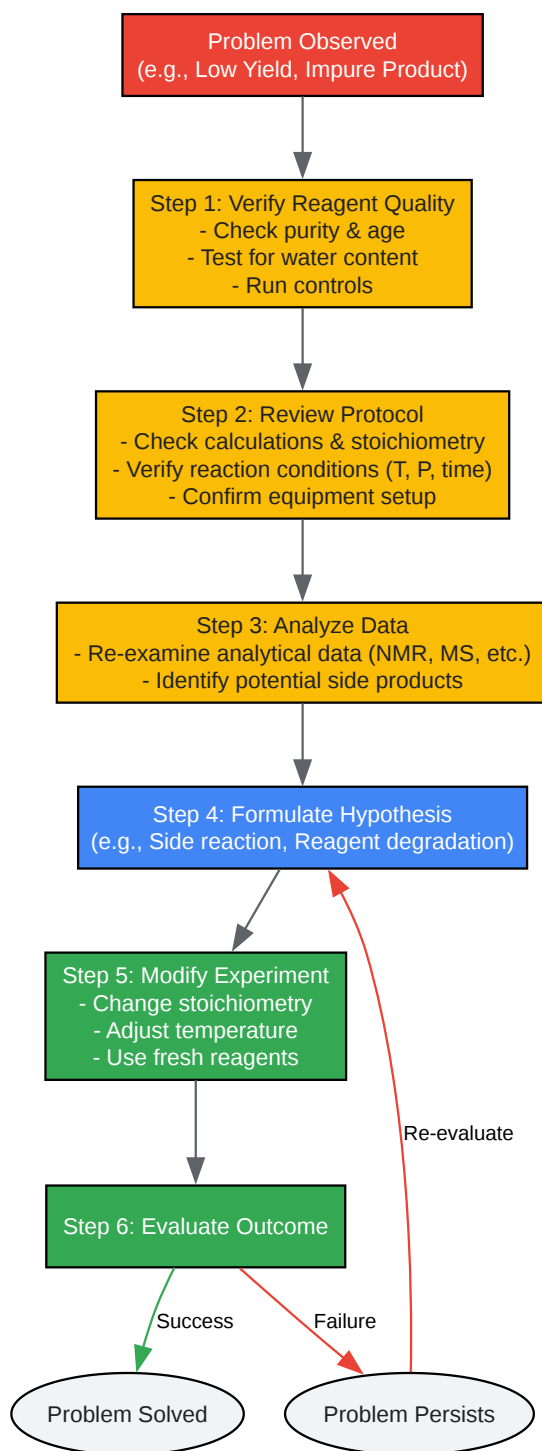 Problem Observed
(e.g., Low Yield, Impure Product)
Step 1: Verify Reagent Quality
- Check purity & age
- Test for water content
- Run controls
Step 2: Review Protocol
- Check calculations & stoichiometry
- Verify reaction conditions (T, P, time)
- Confirm equipment setup
Step 3: Analyze Data
- Re-examine analytical data (NMR, MS, etc.)
- Identify potential side products
Step 4: Formulate Hypothesis
(e.g., Side reaction, Reagent degradation)
Step 5: Modify Experiment
- Change stoichiometry
- Adjust temperature
- Use fresh reagents
Re-evaluate
Step 6: Evaluate Outcome
Success
Failure
Problem Solved
Problem Persists